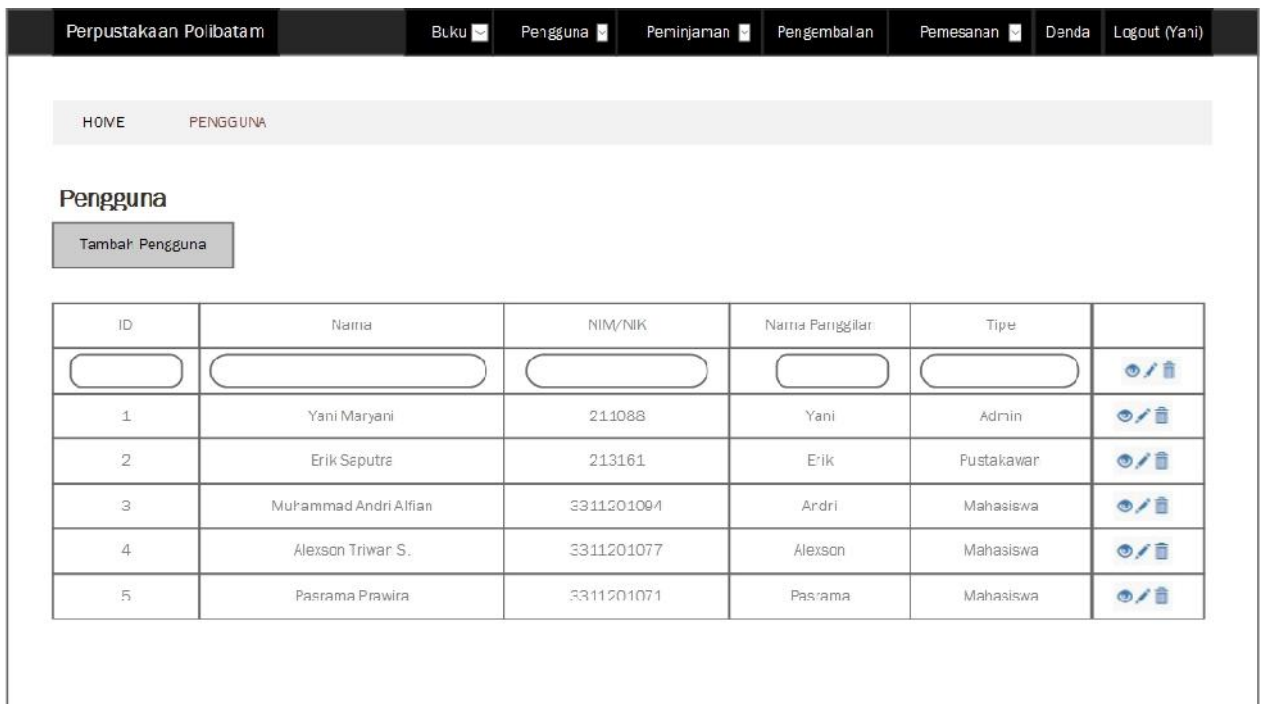 Perpustakaan Polibatam Buku Pengguna Peminjaman Pengembalian Pemesanan Denda Logout (Yani)
HOME PENGGUNA
Pengguna
Tambah Pengguna
ID Nama NIM/NIK Nama Panggilan Tipe
1 Yani Maryani 211088 Yani Admin
2 Erik Saputra 213161 Erik Pustakawan
3 Muhammad Andri Alfian 3311201094 Andri Mahasiswa
4 Alexson Triwan S. 3311201077 Alexson Mahasiswa
5 Pasrama Prawira 3311201071 Pasrama Mahasiswa